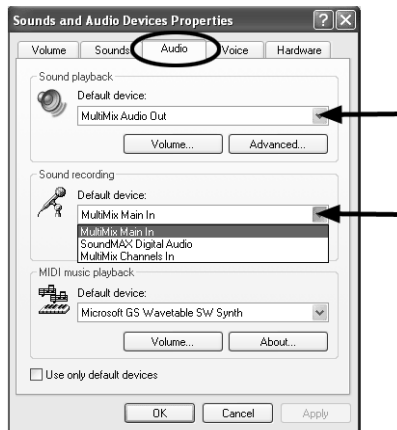 Sounds and Audio Devices Properties
Volume Sounds Audio Voice Hardware
Sound playback
Default device:
MultiMix Audio Out
Volume... Advanced...
Sound recording
Default device:
MultiMix Main In
MultiMix Main In
SoundMAX Digital Audio
MultiMix Channels In
MIDI music playback
Default device:
Microsoft GS Wavetable SW Synth
Volume... About...
Use only default devices
OK Cancel Apply